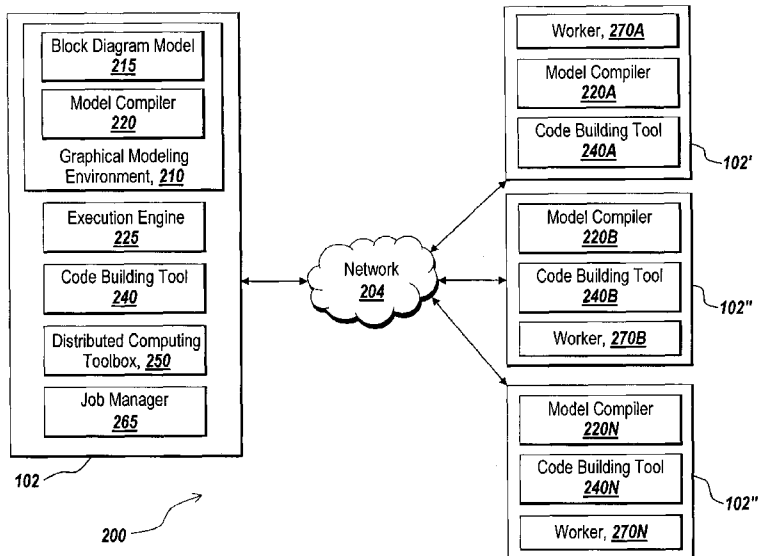 Block Diagram Model
215
Model Compiler
220
Graphical Modeling
Environment, 210
Execution Engine
225
Code Building Tool
240
Distributed Computing
Toolbox, 250
Job Manager
265
102
200
Network
204
Worker, 270A
Model Compiler
220A
Code Building Tool
240A
102'
Model Compiler
220B
Code Building Tool
240B
Worker, 270B
102"
Model Compiler
220N
Code Building Tool
240N
Worker, 270N
102"